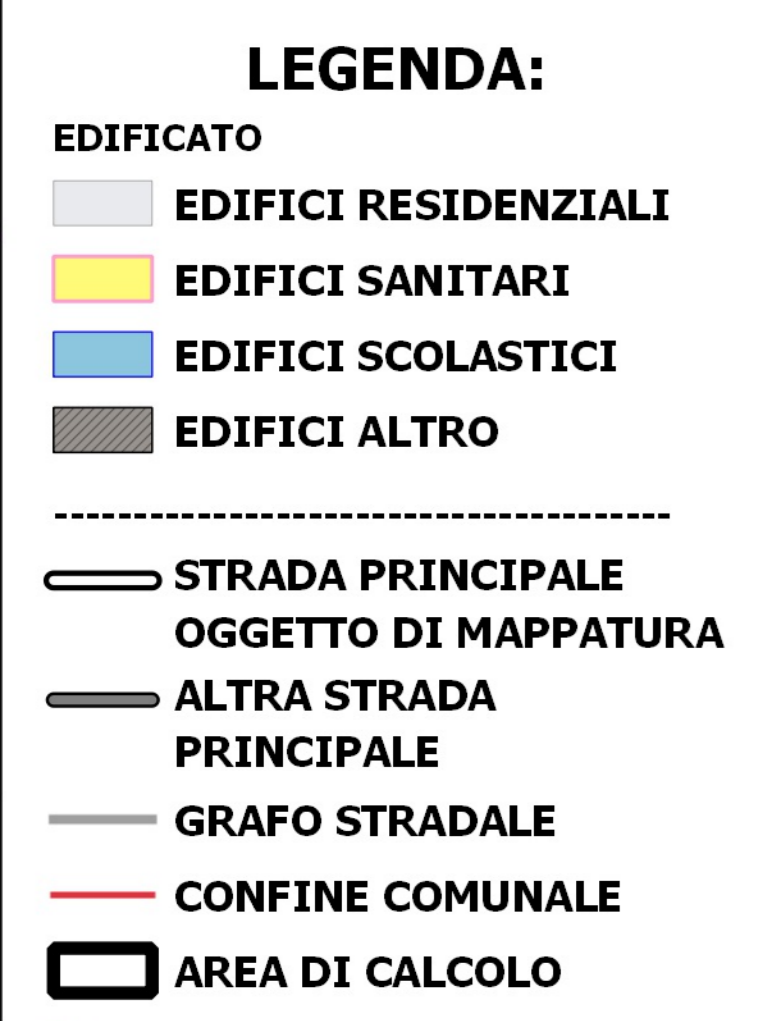 LEGENDA:
EDIFICATO
EDIFICI RESIDENZIALI
EDIFICI SANITARI
EDIFICI SCOLASTICI
EDIFICI ALTRO
---------------------------------------
STRADA PRINCIPALE
OGGETTO DI MAPPATURA
ALTRA STRADA
PRINCIPALE
GRAFO STRADALE
CONFINE COMUNALE
AREA DI CALCOLO